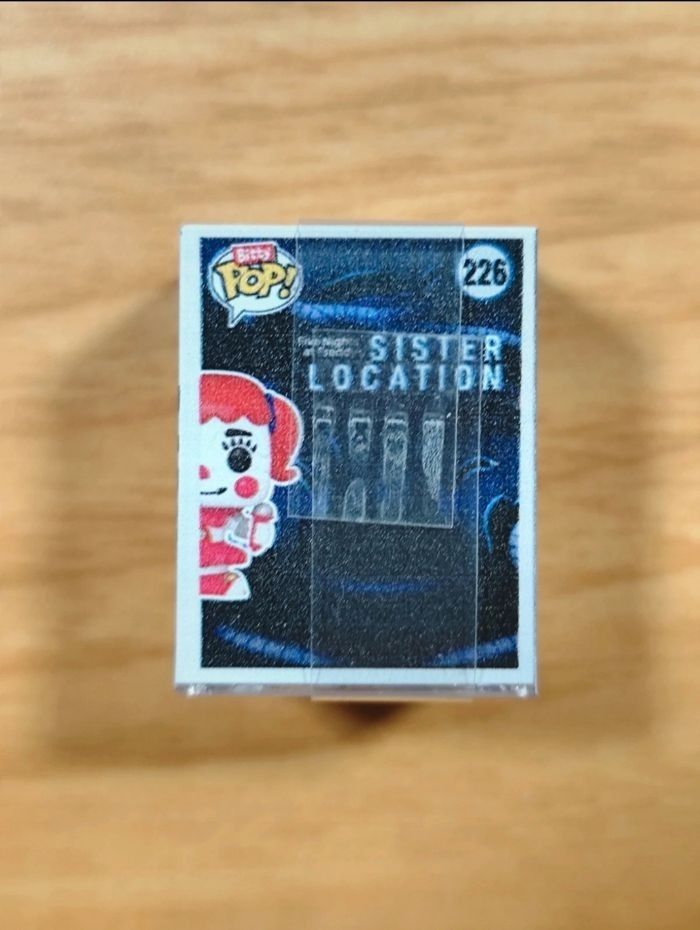 Bitty
POP!
226
SISTER
LOCATION